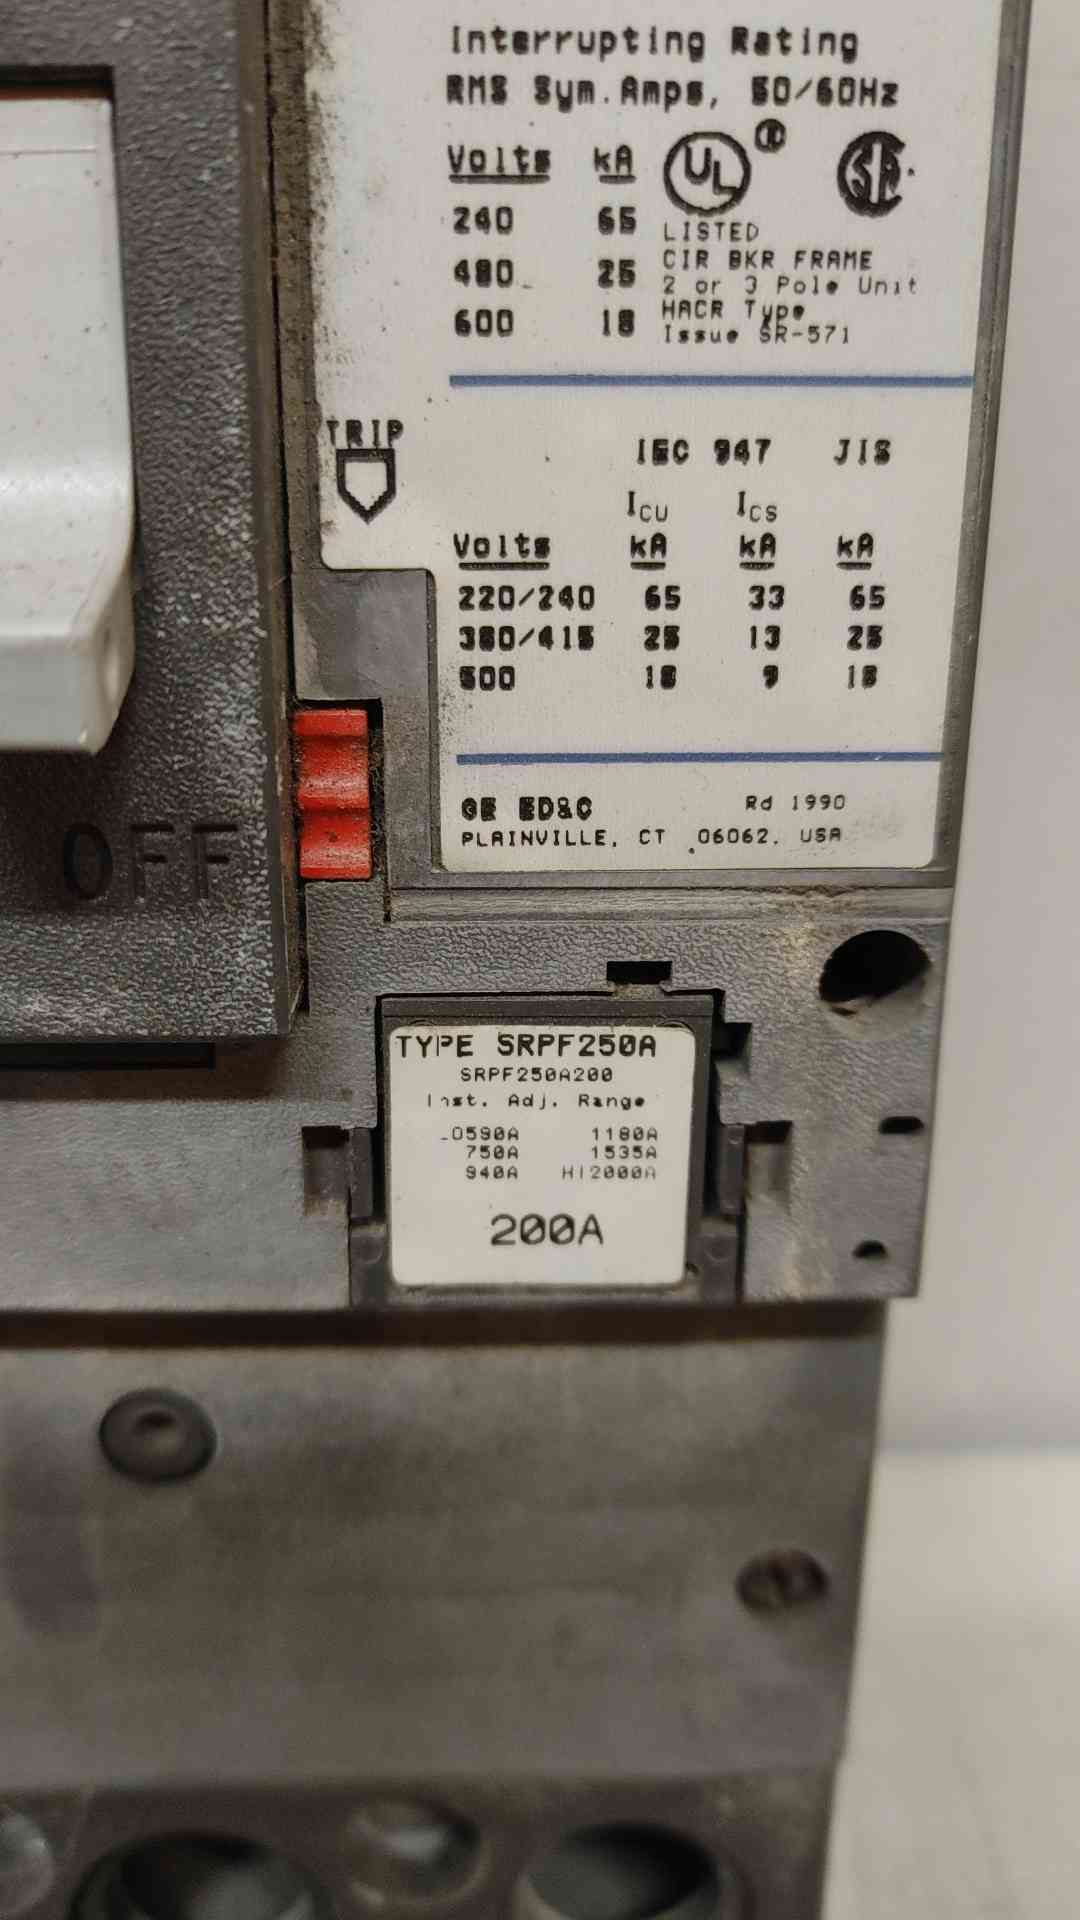 Interrupting Rating
RMS Sym. Amps, 50/60Hz
Volts kA
240 65
480 25
600 18
UL ®
SA
LISTED
CIR BKR FRAME
2 or 3 Pole Unit
HACR Type
Issue SR-571
TRIP
IEC 947 JIS
ICU ICS
Volts kA kA kA
220/240 65 33 65
380/415 25 13 25
500 18 9 18
GE ED&C Rd 1990
PLAINVILLE, CT 06062, USA
OFF
TYPE SRPF250A
SRPF250A200
Inst. Adj. Range
LO590A 1180A
750A 1535A
940A HI2000A
200A